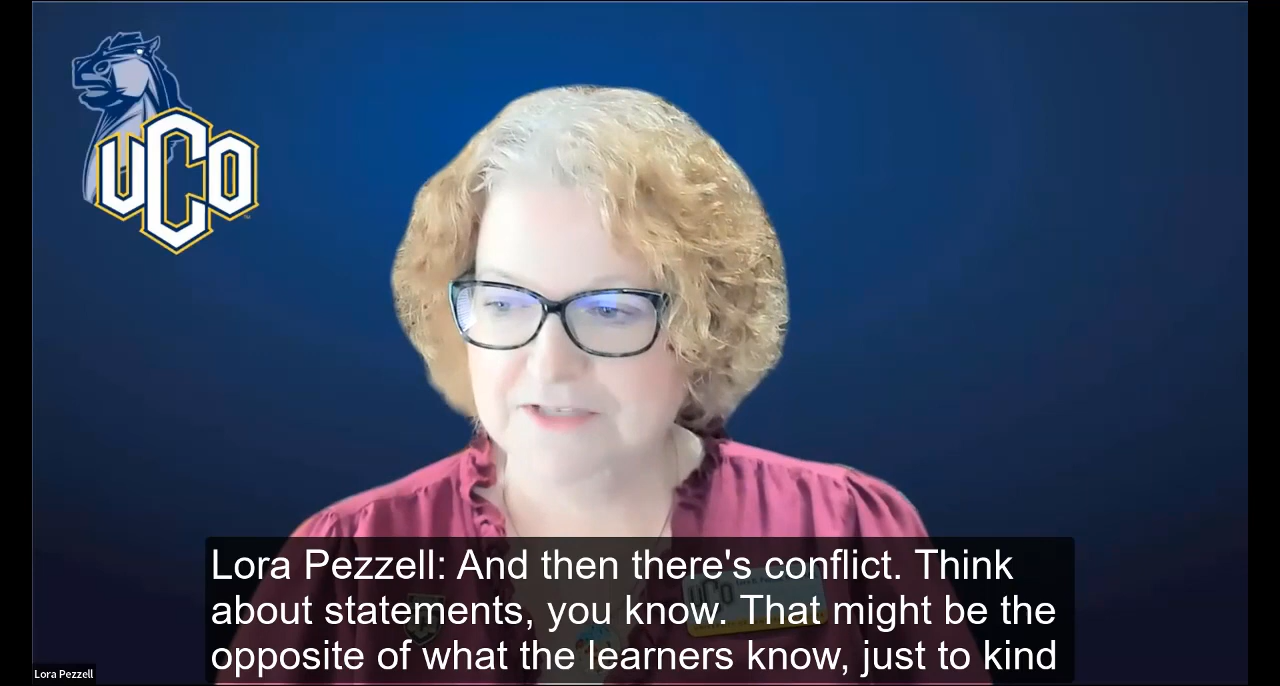 UCO
Lora Pezzell: And then there's conflict. Think
about statements, you know. That might be the
opposite of what the learners know, just to kind
Lora Pezzell